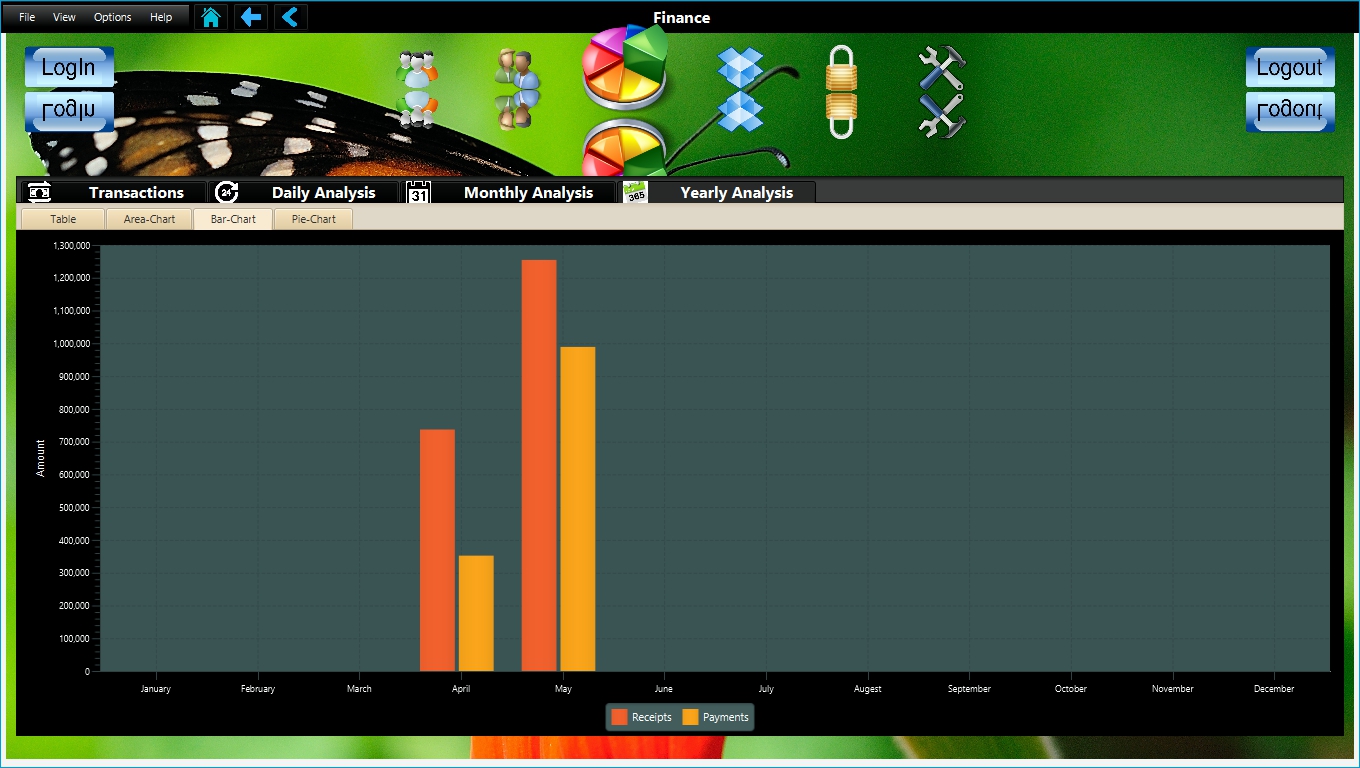 File View Options Help
Finance
LogIn
Logout
Transactions
24
Daily Analysis
31
Monthly Analysis
365
Yearly Analysis
Table Area-Chart Bar-Chart Pie-Chart
1,300,000
1,200,000
1,100,000
1,000,000
900,000
800,000
700,000
600,000
500,000
400,000
300,000
200,000
100,000
0
Amount
January February March April May June July Augest September October November December
Receipts Payments